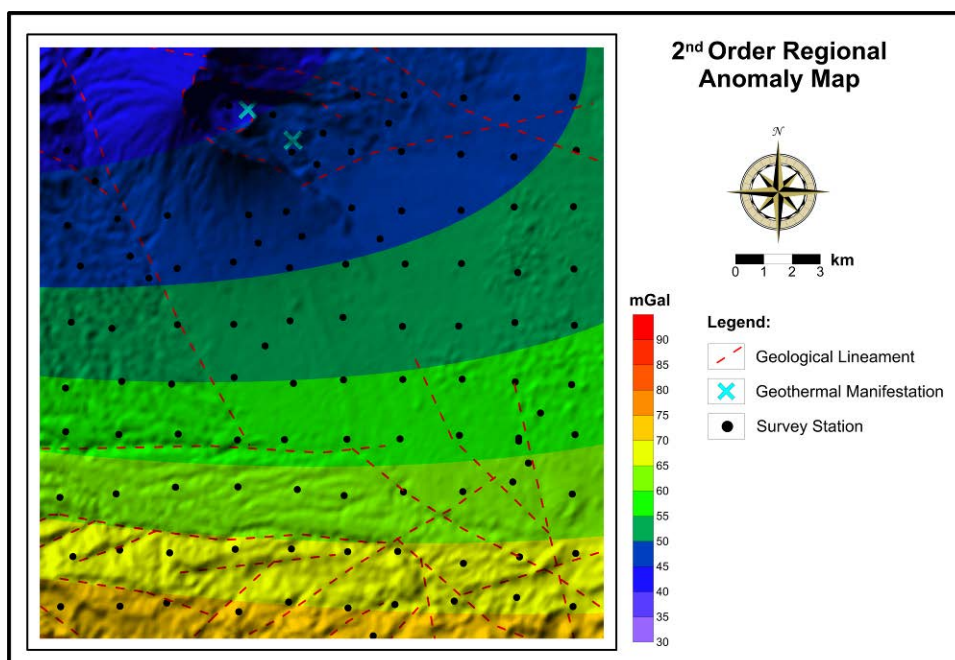 2nd Order Regional
Anomaly Map
N
0 1 2 3 km
mGal
90
85
80
75
70
65
60
55
50
45
40
35
30
Legend:
Geological Lineament
Geothermal Manifestation
Survey Station